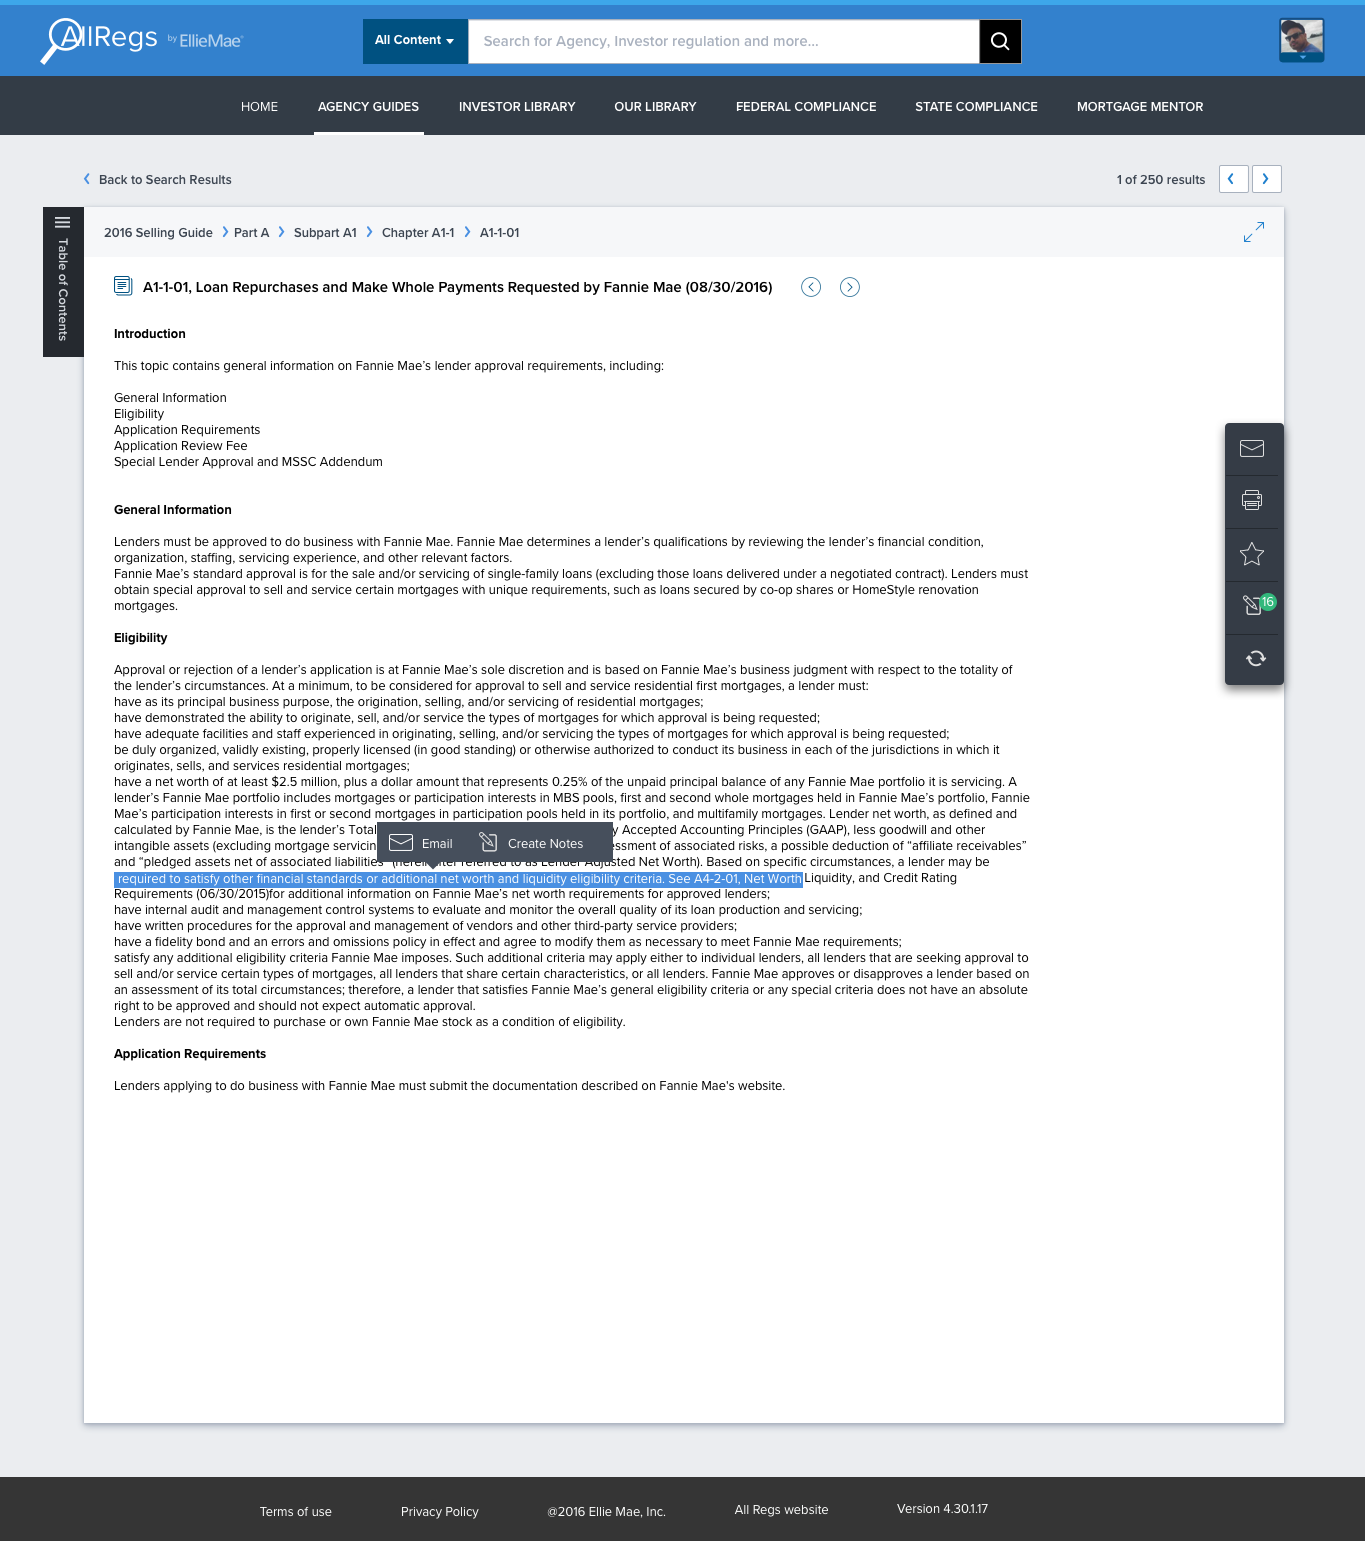 AllRegs by EllieMae
All Content
Search for Agency, Investor regulation and more...
HOME
AGENCY GUIDES
INVESTOR LIBRARY
OUR LIBRARY
FEDERAL COMPLIANCE
STATE COMPLIANCE
MORTGAGE MENTOR
Back to Search Results
1 of 250 results
Table of Contents
2016 Selling Guide
Part A
Subpart A1
Chapter A1-1
A1-1-01
A1-1-01, Loan Repurchases and Make Whole Payments Requested by Fannie Mae (08/30/2016)
Introduction
This topic contains general information on Fannie Mae's lender approval requirements, including:
General Information
Eligibility
Application Requirements
Application Review Fee
Special Lender Approval and MSSC Addendum
General Information
Lenders must be approved to do business with Fannie Mae. Fannie Mae determines a lender's qualifications by reviewing the lender's financial condition,
organization, staffing, servicing experience, and other relevant factors.
Fannie Mae's standard approval is for the sale and/or servicing of single-family loans (excluding those loans delivered under a negotiated contract). Lenders must
obtain special approval to sell and service certain mortgages with unique requirements, such as loans secured by co-op shares or HomeStyle renovation
mortgages.
16
Eligibility
Approval or rejection of a lender's application is at Fannie Mae's sole discretion and is based on Fannie Mae's business judgment with respect to the totality of
the lender's circumstances. At a minimum, to be considered for approval to sell and service residential first mortgages, a lender must:
have as its principal business purpose, the origination, selling, and/or servicing of residential mortgages;
have demonstrated the ability to originate, sell, and/or service the types of mortgages for which approval is being requested;
have adequate facilities and staff experienced in originating, selling, and/or servicing the types of mortgages for which approval is being requested;
be duly organized, validly existing, properly licensed (in good standing) or otherwise authorized to conduct its business in each of the jurisdictions in which it
originates, sells, and services residential mortgages;
have a net worth of at least $2.5 million, plus a dollar amount that represents 0.25% of the unpaid principal balance of any Fannie Mae portfolio it is servicing. A
lender's Fannie Mae portfolio includes mortgages or participation interests in MBS pools, first and second whole mortgages held in Fannie Mae's portfolio, Fannie
Mae's participation interests in first or second mortgages in participation pools held in its portfolio, and multifamily mortgages. Lender net worth, as defined and
calculated by Fannie Mae, is the lender's Total y Accepted Accounting Principles (GAAP), less goodwill and other
Email
Create Notes
intangible assets (excluding mortgage servicin essment of associated risks, a possible deduction of "affiliate receivables"
and "pledged assets net of associated liabilities" (hereinafter referred to as Lender Adjusted Net Worth). Based on specific circumstances, a lender may be
required to satisfy other financial standards or additional net worth and liquidity eligibility criteria. See A4-2-01, Net Worth Liquidity, and Credit Rating
Requirements (06/30/2015)for additional information on Fannie Mae's net worth requirements for approved lenders;
have internal audit and management control systems to evaluate and monitor the overall quality of its loan production and servicing;
have written procedures for the approval and management of vendors and other third-party service providers;
have a fidelity bond and an errors and omissions policy in effect and agree to modify them as necessary to meet Fannie Mae requirements;
satisfy any additional eligibility criteria Fannie Mae imposes. Such additional criteria may apply either to individual lenders, all lenders that are seeking approval to
sell and/or service certain types of mortgages, all lenders that share certain characteristics, or all lenders. Fannie Mae approves or disapproves a lender based on
an assessment of its total circumstances; therefore, a lender that satisfies Fannie Mae's general eligibility criteria or any special criteria does not have an absolute
right to be approved and should not expect automatic approval.
Lenders are not required to purchase or own Fannie Mae stock as a condition of eligibility.
Application Requirements
Lenders applying to do business with Fannie Mae must submit the documentation described on Fannie Mae's website.
Terms of use
Privacy Policy
@2016 Ellie Mae, Inc.
All Regs website
Version 4.30.1.17